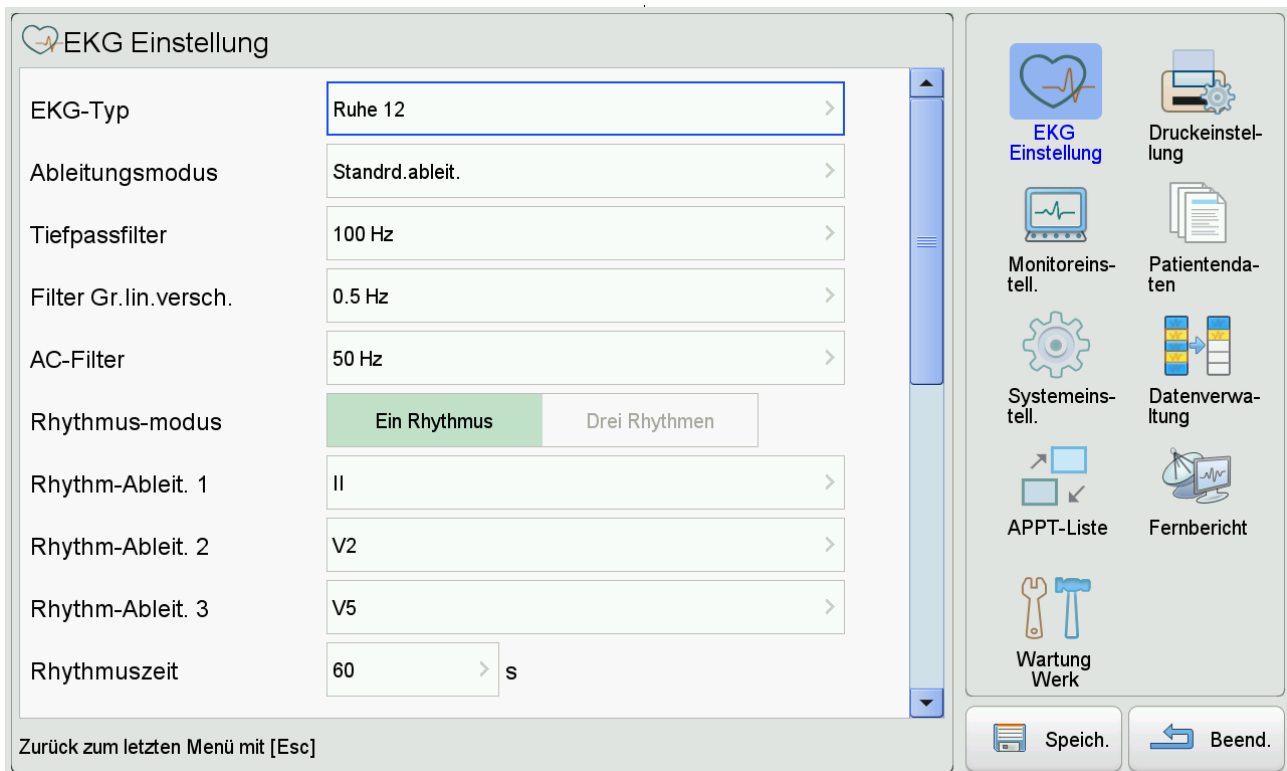 EKG Einstellung
EKG-Typ
Ruhe 12
Ableitungsmodus
Standrd.ableit.
Tiefpassfilter
100 Hz
Filter Gr.lin.versch.
0.5 Hz
AC-Filter
50 Hz
Rhythmus-modus
Ein Rhythmus
Drei Rhythmen
Rhythm-Ableit. 1
II
Rhythm-Ableit. 2
V2
Rhythm-Ableit. 3
V5
Rhythmuszeit
60
s
Zurück zum letzten Menü mit [Esc]
EKG
Einstellung
Druckeinstel-
lung
Monitoreins-
tell.
Patientenda-
ten
Systemeins-
tell.
Datenverwa-
ltung
APPT-Liste
Fernbericht
Wartung
Werk
Speich.
Beend.